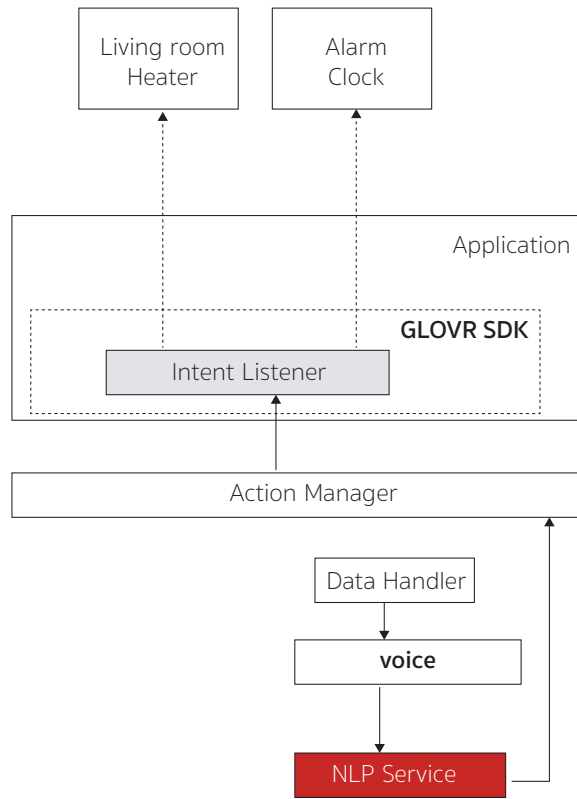 Living room
Heater
Alarm
Clock
Application
GLOVR SDK
Intent Listener
Action Manager
Data Handler
voice
NLP Service